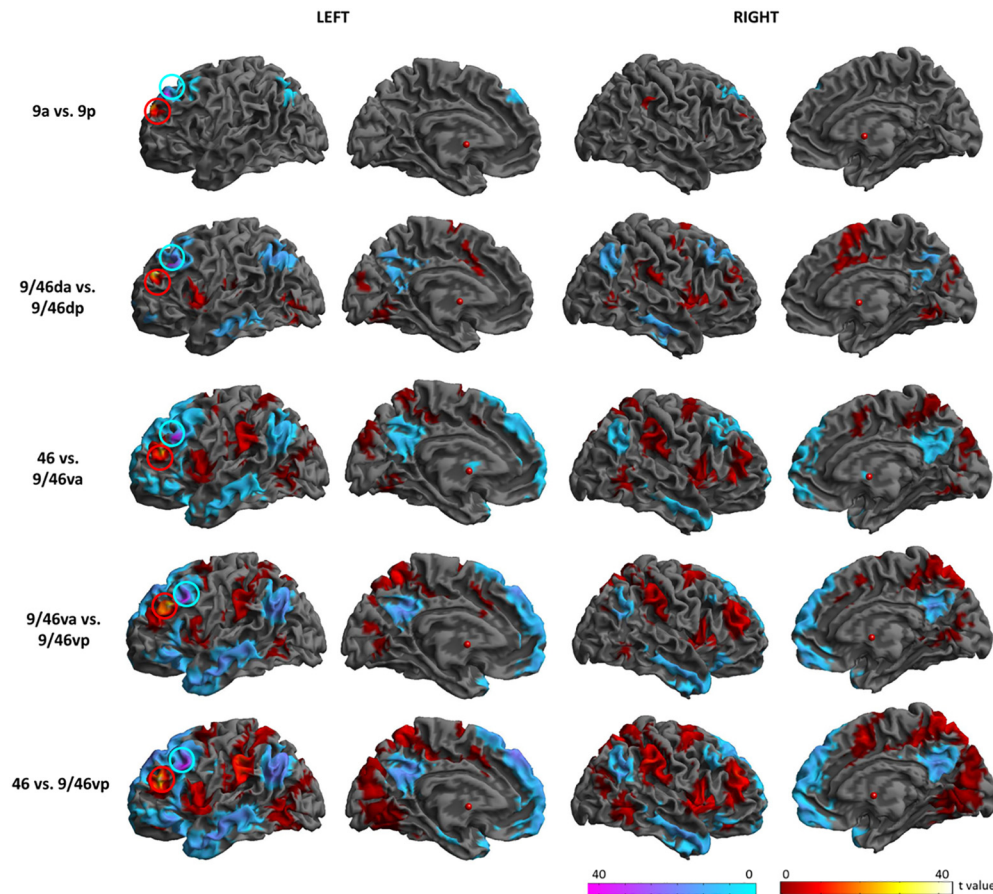 LEFT RIGHT
9a vs. 9p
9/46da vs.
9/46dp
46 vs.
9/46va
9/46va vs.
9/46vp
46 vs. 9/46vp
40 0 0 40 t value